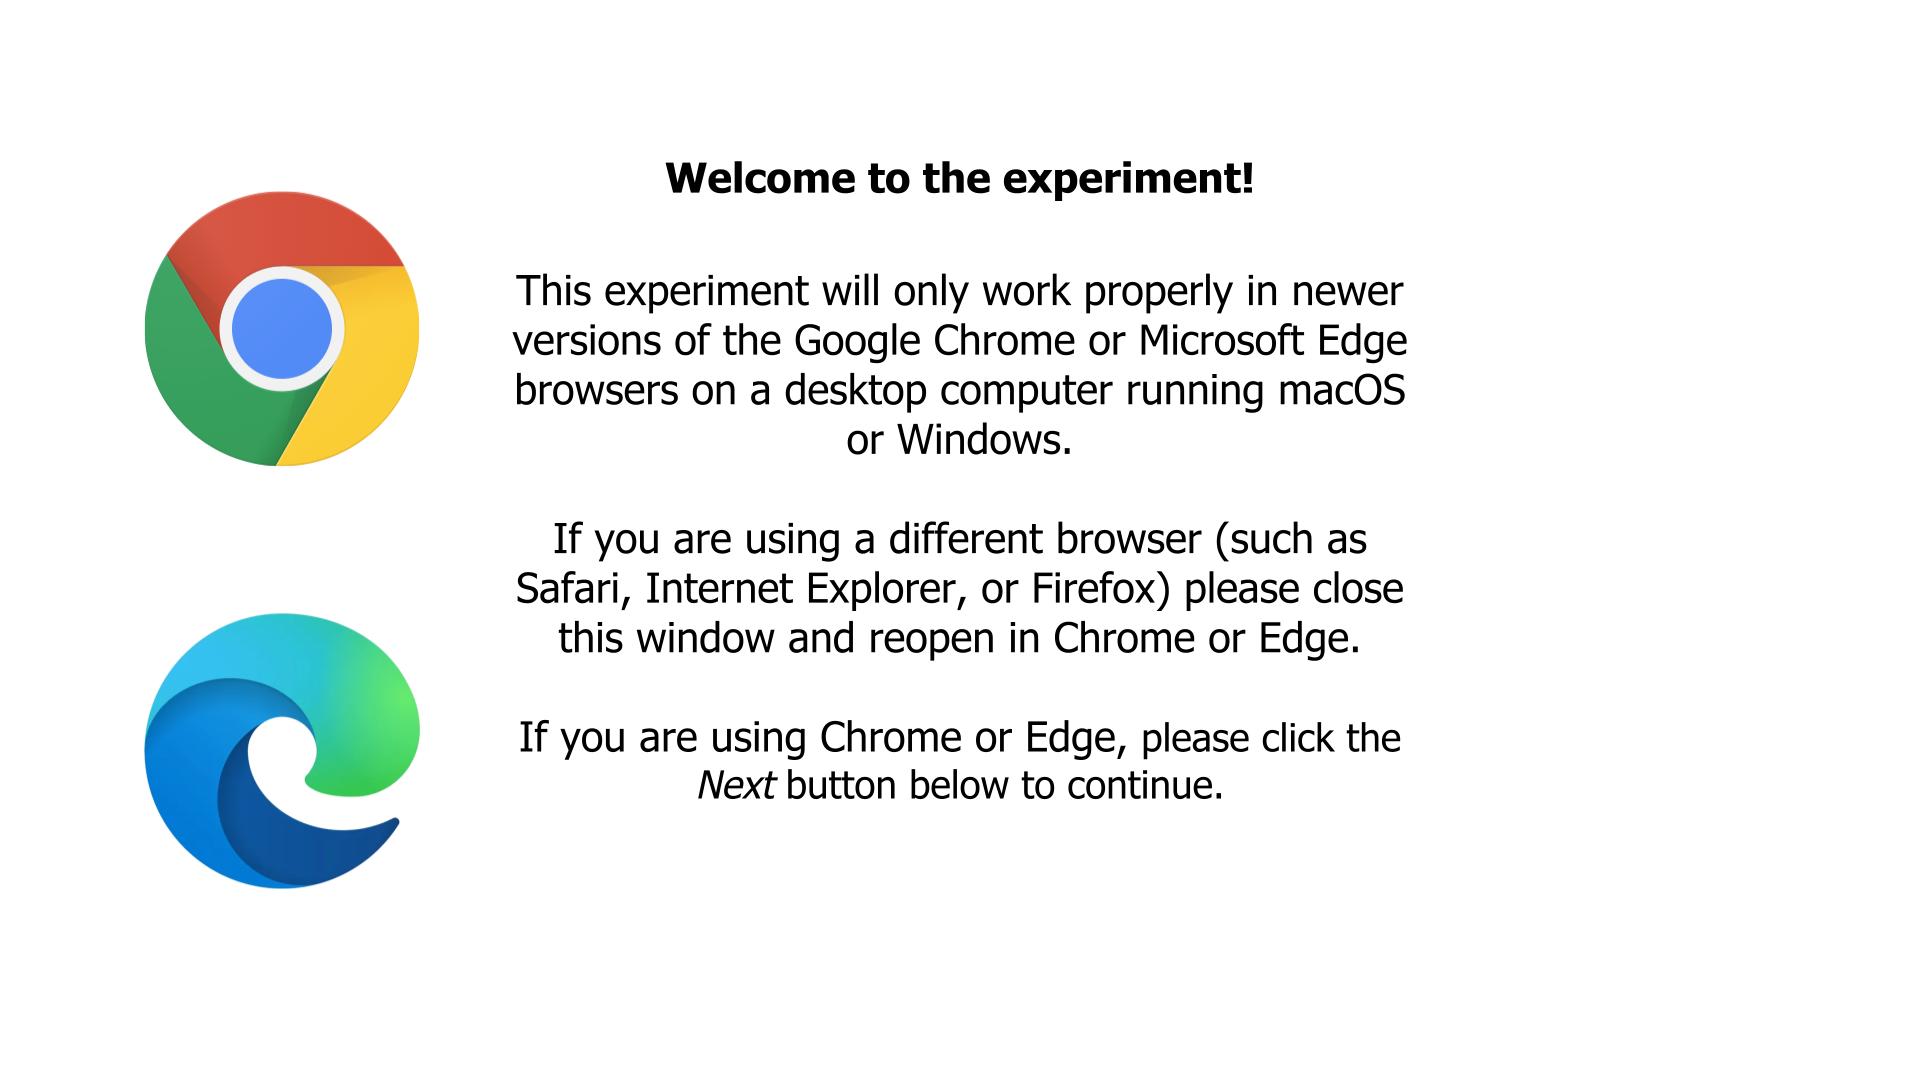 Welcome to the experiment!
This experiment will only work properly in newer
versions of the Google Chrome or Microsoft Edge
browsers on a desktop computer running macOS
or Windows.
If you are using a different browser (such as
Safari, Internet Explorer, or Firefox) please close
this window and reopen in Chrome or Edge.
If you are using Chrome or Edge, please click the
Next button below to continue.